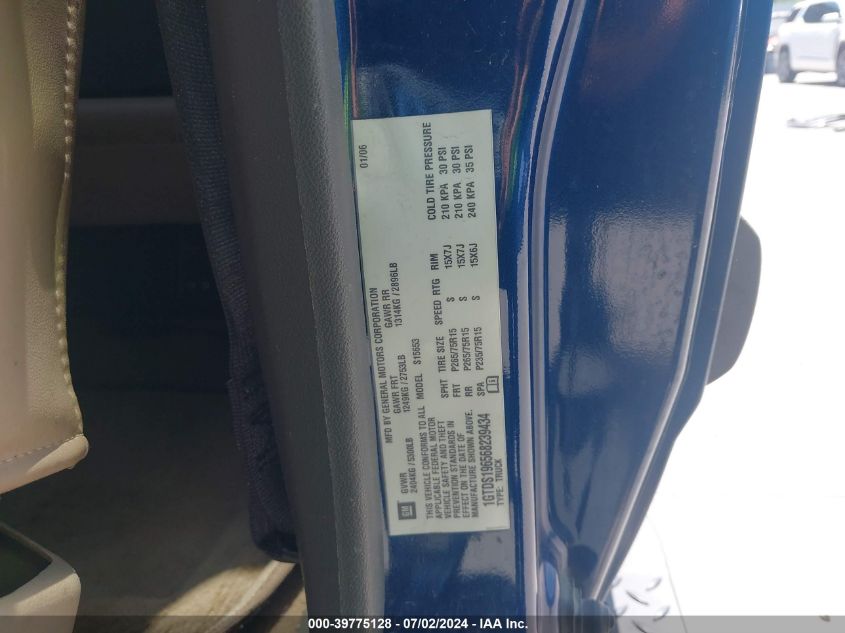 MFD BY GENERAL MOTORS CORPORATION 01/06
GM
GVWR GAWR FRT GAWR RR
2404KG / 5300LB 1249KG / 2753LB 1314KG / 2896LB
THIS VEHICLE CONFORMS TO ALL
APPLICABLE FEDERAL MOTOR
VEHICLE SAFETY AND THEFT
PREVENTION STANDARDS IN
EFFECT ON THE DATE OF
MANUFACTURE SHOWN ABOVE.
1GTDS196568239434
TYPE: TRUCK
MODEL S15653
SPHT TIRE SIZE SPEED RTG RIM COLD TIRE PRESSURE
FRT P265/75R15 S 15X7J 210 KPA 30 PSI
RR P265/75R15 S 15X7J 210 KPA 30 PSI
SPA P235/75R15 S 15X6J 240 KPA 35 PSI
000-39775128 - 07/02/2024 - IAA Inc.